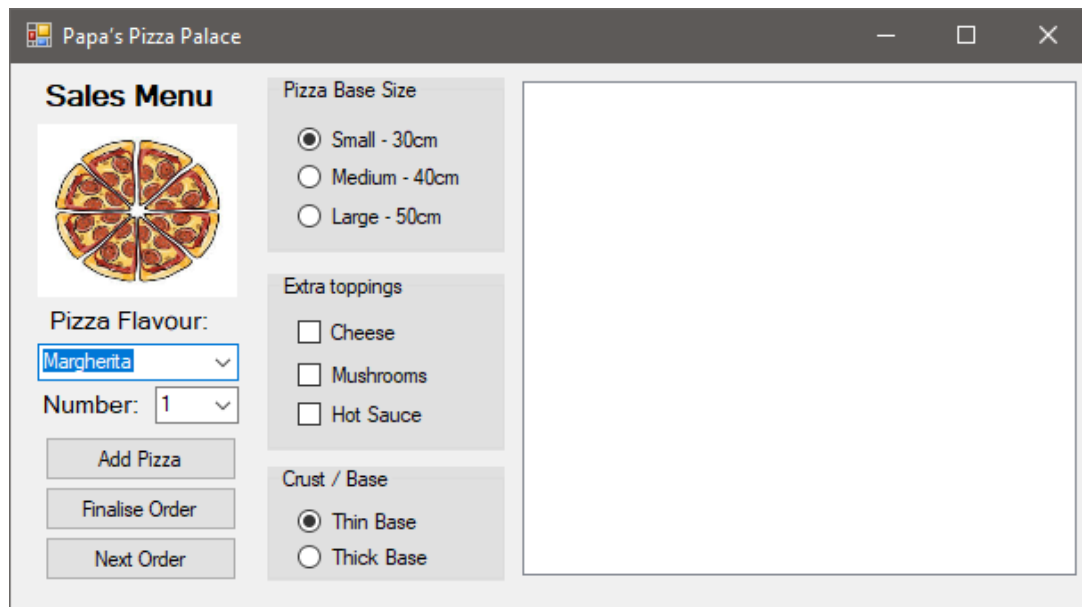 Papa's Pizza Palace
Sales Menu
Pizza Flavour:
Margherita
Number: 1
Add Pizza
Finalise Order
Next Order
Pizza Base Size
Small - 30cm
Medium - 40cm
Large - 50cm
Extra toppings
Cheese
Mushrooms
Hot Sauce
Crust / Base
Thin Base
Thick Base